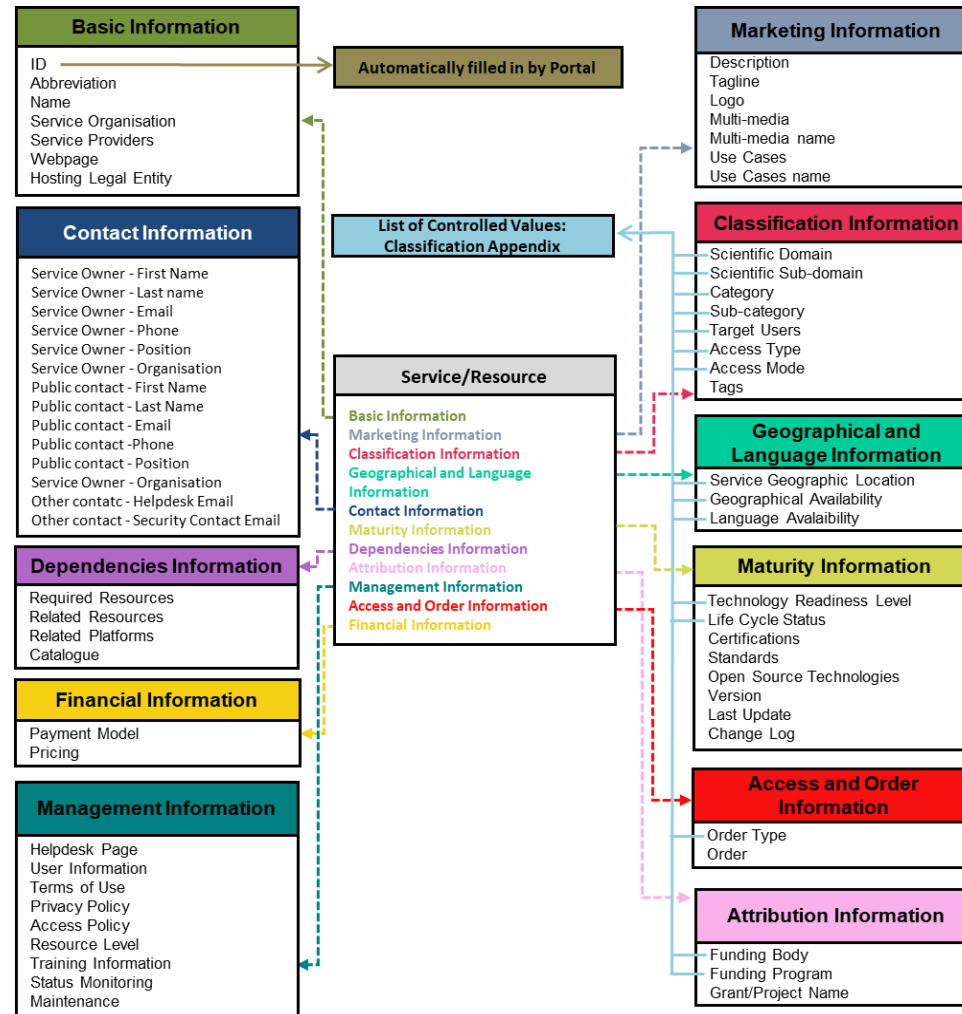 Basic Information
ID
Abbreviation
Name
Service Organisation
Service Providers
Webpage
Hosting Legal Entity
Automatically filled in by Portal
Marketing Information
Description
Tagline
Logo
Multi-media
Multi-media name
Use Cases
Use Cases name
Contact Information
Service Owner - First Name
Service Owner - Last name
Service Owner - Email
Service Owner - Phone
Service Owner - Position
Service Owner - Organisation
Public contact - First Name
Public contact - Last Name
Public contact - Email
Public contact -Phone
Public contact - Position
Service Owner - Organisation
Other contatc - Helpdesk Email
Other contact - Security Contact Email
List of Controlled Values:
Classification Appendix
Classification Information
Scientific Domain
Scientific Sub-domain
Category
Sub-category
Target Users
Access Type
Access Mode
Tags
Service/Resource
Basic Information
Marketing Information
Classification Information
Geographical and Language
Information
Contact Information
Maturity Information
Dependencies Information
Attribution Information
Management Information
Access and Order Information
Financial Information
Geographical and
Language Information
Service Geographic Location
Geographical Availability
Language Avalaibility
Dependencies Information
Required Resources
Related Resources
Related Platforms
Catalogue
Maturity Information
Technology Readiness Level
Life Cycle Status
Certifications
Standards
Open Source Technologies
Version
Last Update
Change Log
Financial Information
Payment Model
Pricing
Access and Order
Information
Order Type
Order
Management Information
Helpdesk Page
User Information
Terms of Use
Privacy Policy
Access Policy
Resource Level
Training Information
Status Monitoring
Maintenance
Attribution Information
Funding Body
Funding Program
Grant/Project Name